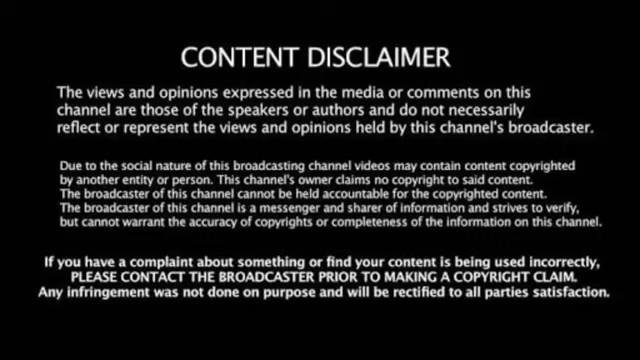 CONTENT DISCLAIMER
The views and opinions expressed in the media or comments on this
channel are those of the speakers or authors and do not necessarily
reflect or represent the views and opinions held by this channel's broadcaster.
Due to the social nature of this broadcasting channel videos may contain content copyrighted
by another entity or person. This channel's owner claims no copyright to said content.
The broadcaster of this channel cannot be held accountable for the copyrighted content.
The broadcaster of this channel is a messenger and sharer of information and strives to verify,
but cannot warrant the accuracy of copyrights or completeness of the information on this channel.
If you have a complaint about something or find your content is being used incorrectly,
PLEASE CONTACT THE BROADCASTER PRIOR TO MAKING A COPYRIGHT CLAIM.
Any infringement was not done on purpose and will be rectified to all parties satisfaction.